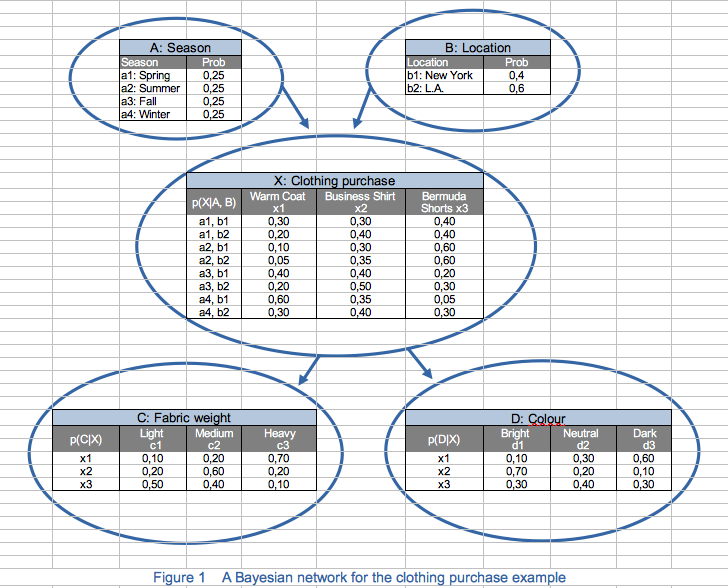 A: Season
Season Prob
a1: Spring 0,25
a2: Summer 0,25
a3: Fall 0,25
a4: Winter 0,25
B: Location
Location Prob
b1: New York 0,4
b2: L.A. 0,6
X: Clothing purchase
p(X|A, B) Warm Coat x1 Business Shirt x2 Bermuda Shorts x3
a1, b1 0,30 0,30 0,40
a1, b2 0,20 0,40 0,40
a2, b1 0,10 0,30 0,60
a2, b2 0,05 0,35 0,60
a3, b1 0,40 0,40 0,20
a3, b2 0,20 0,50 0,30
a4, b1 0,60 0,35 0,05
a4, b2 0,30 0,40 0,30
C: Fabric weight
p(C|X) Light c1 Medium c2 Heavy c3
x1 0,10 0,20 0,70
x2 0,20 0,60 0,20
x3 0,50 0,40 0,10
D: Colour
p(D|X) Bright d1 Neutral d2 Dark d3
x1 0,10 0,30 0,60
x2 0,70 0,20 0,10
x3 0,30 0,40 0,30
Figure 1 A Bayesian network for the clothing purchase example